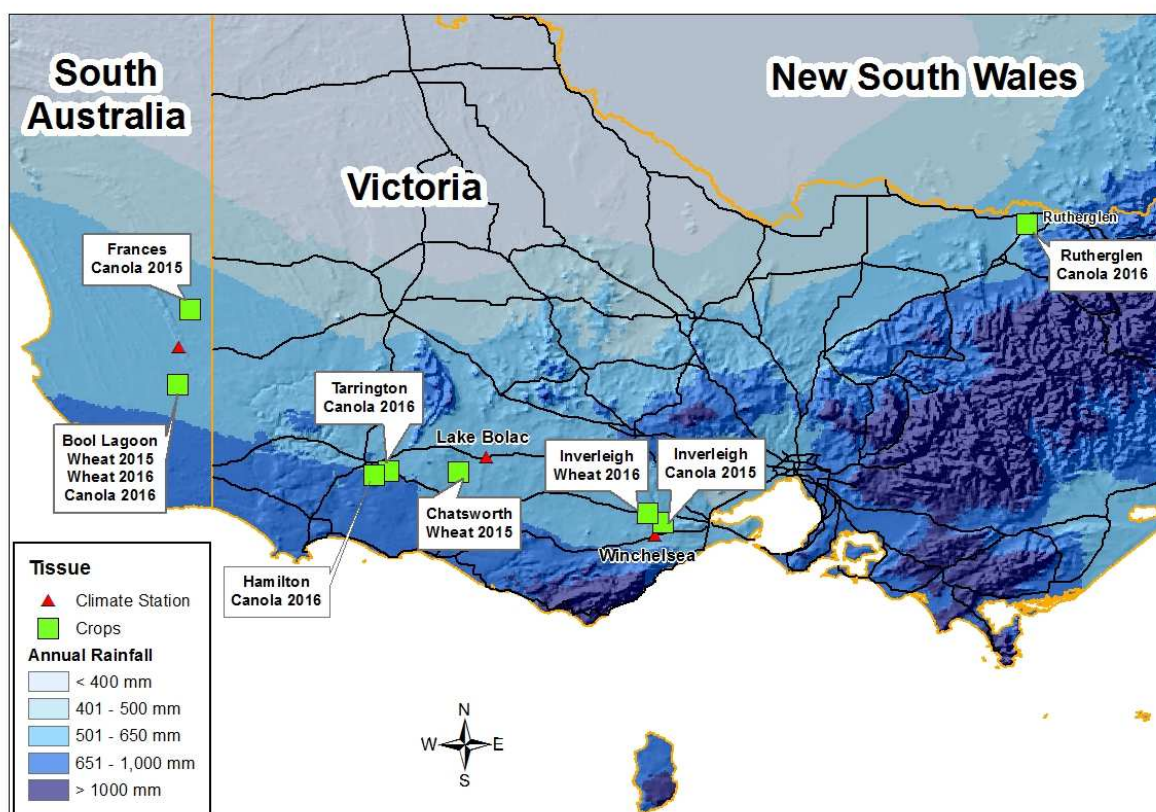 South
Australia
New South Wales
Victoria
Rutherglen
Frances
Canola 2015
Rutherglen
Canola 2016
Tarrington
Canola 2016
Lake Bolac
Inverleigh
Wheat 2016
Inverleigh
Canola 2015
Bool Lagoon
Wheat 2015
Wheat 2016
Canola 2016
Chatsworth
Wheat 2015
Winchelsea
Hamilton
Canola 2016
Tissue
Climate Station
Crops
Annual Rainfall
< 400 mm
401 - 500 mm
501 - 650 mm
651 - 1,000 mm
> 1000 mm
N
W
E
S